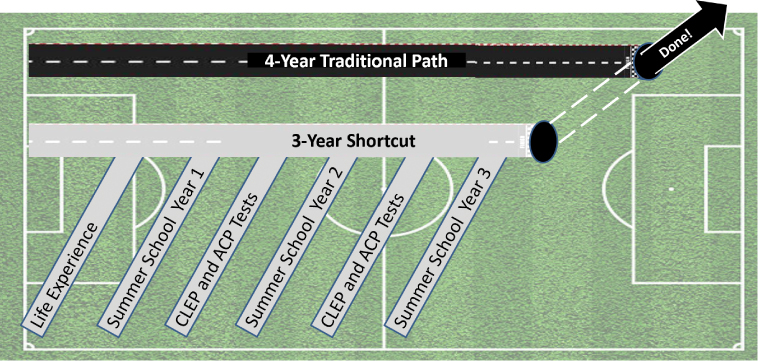 Done!
4-Year Traditional Path
3-Year Shortcut
Life Experience
Summer School Year 1
CLEP and ACP Tests
Summer School Year 2
CLEP and ACP Tests
Summer School Year 3